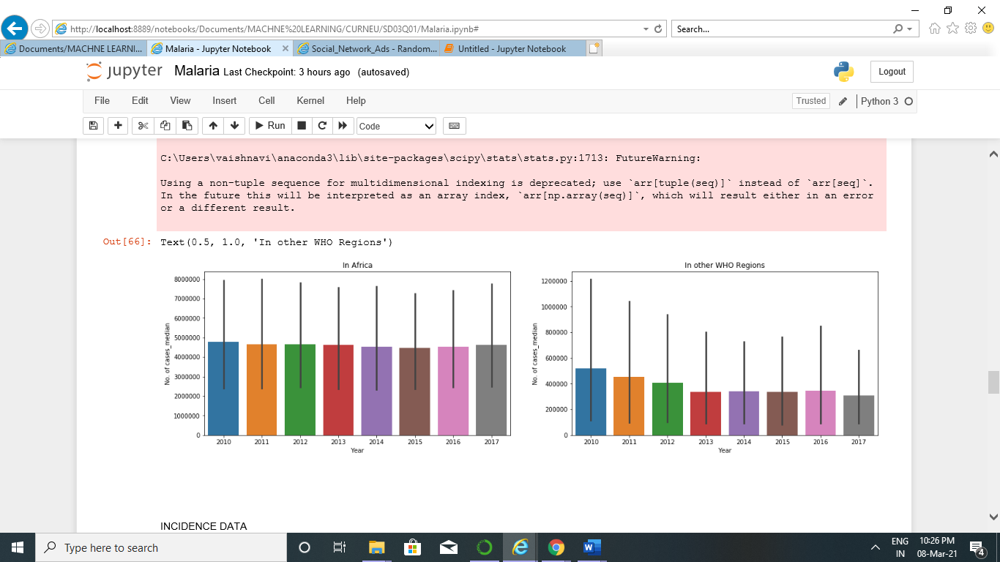 http://localhost:8889/notebooks/Documents/MACHNE%20LEARNING/CURNEU/SD03Q01/Malaria.ipynb#
Search...
Documents/MACHNE LEARNI...
Malaria - Jupyter Notebook
Social_Network_Ads - Random...
Untitled - Jupyter Notebook
jupyter Malaria Last Checkpoint: 3 hours ago (autosaved)
Logout
File Edit View Insert Cell Kernel Help
Trusted
Python 3
Run
Code
C:\Users\vaishnavi\anaconda3\lib\site-packages\scipy\stats\stats.py:1713: FutureWarning:
Using a non-tuple sequence for multidimensional indexing is deprecated; use `arr[tuple(seq)]` instead of `arr[seq]`.
In the future this will be interpreted as an array index, `arr[np.array(seq)]`, which will result either in an error
or a different result.
Out[66]: Text(0.5, 1.0, 'In other WHO Regions')
In Africa
8000000
7000000
6000000
5000000
4000000
3000000
2000000
1000000
0
No. of cases_median
2010 2011 2012 2013 2014 2015 2016 2017
Year
In other WHO Regions
1200000
1000000
800000
600000
400000
200000
0
No. of cases_median
2010 2011 2012 2013 2014 2015 2016 2017
Year
INCIDENCE DATA
Type here to search
ENG
IN
10:26 PM
08-Mar-21
4